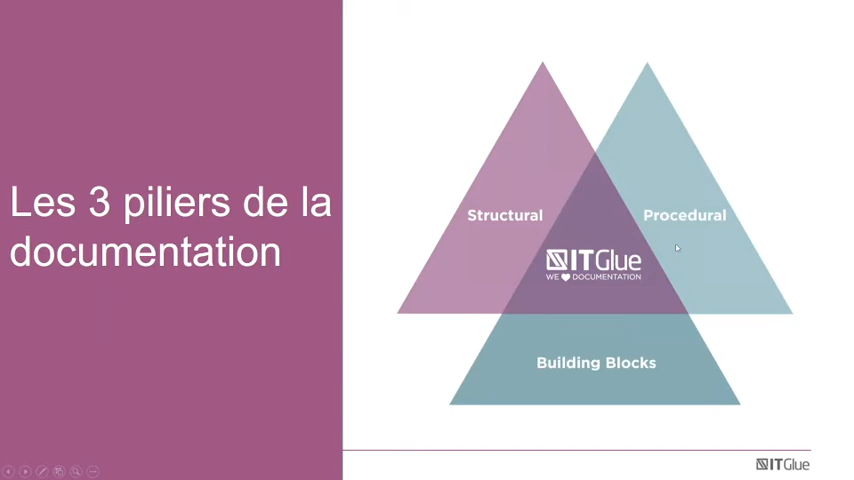 Les 3 piliers de la
documentation
Structural
Procedural
ITGlue
WE ❤ DOCUMENTATION
Building Blocks
ITGlue